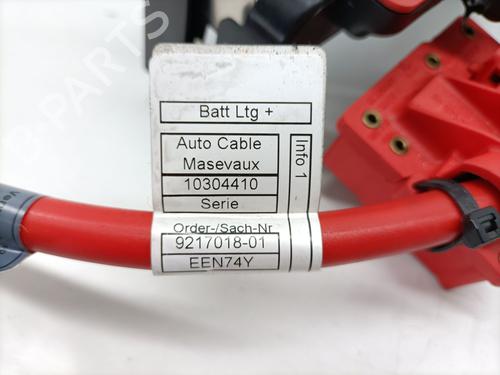 Batt Ltg +
Auto Cable
Masevaux
10304410
Serie
Info 1
Order-/Sach-Nr
9217018-01
EEN74Y